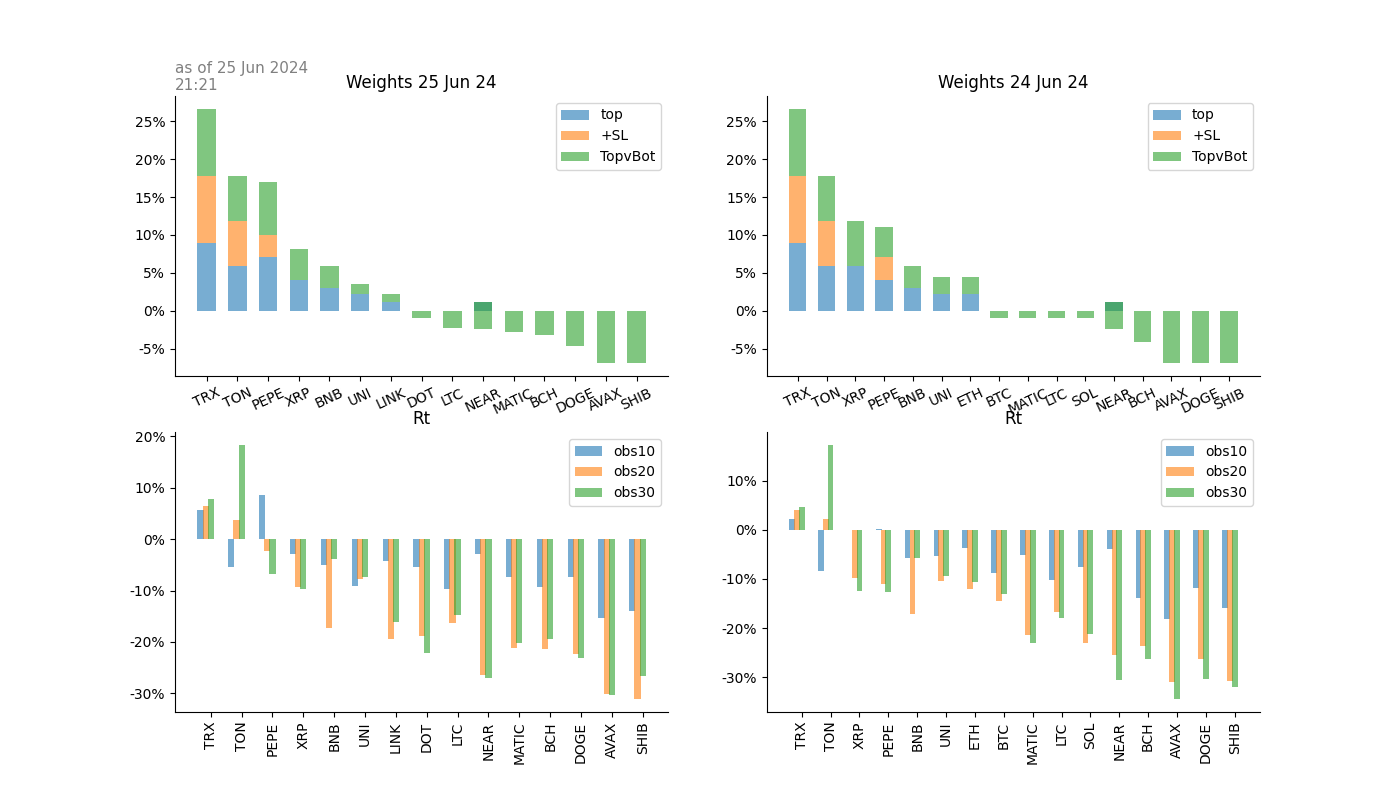 as of 25 Jun 2024
21:21
Weights 25 Jun 24
25%
20%
15%
10%
5%
0%
-5%
top
+SL
TopvBot
TRX TON PEPE XRP BNB UNI LINK DOT LTC NEAR MATIC BCH DOGE AVAX SHIB
Weights 24 Jun 24
25%
20%
15%
10%
5%
0%
-5%
top
+SL
TopvBot
TRX TON XRP PEPE BNB UNI ETH BTC MATIC LTC SOL NEAR BCH AVAX DOGE SHIB
Rt
20%
10%
0%
-10%
-20%
-30%
obs10
obs20
obs30
TRX TON PEPE XRP BNB UNI LINK DOT LTC NEAR MATIC BCH DOGE AVAX SHIB
Rt
10%
0%
-10%
-20%
-30%
obs10
obs20
obs30
TRX TON XRP PEPE BNB UNI ETH BTC MATIC LTC SOL NEAR BCH AVAX DOGE SHIB